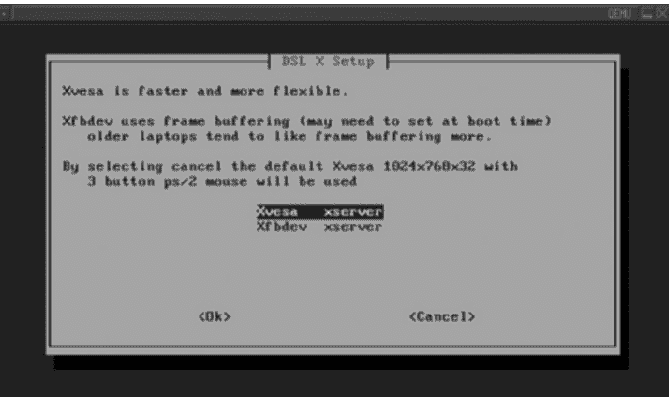 QEMU
DSL X Setup
Xvesa is faster and more flexible.
Xfbdev uses frame buffering (may need to set at boot time)
older laptops tend to like frame buffering more.
By selecting cancel the default Xvesa 1024x768x32 with
3 button ps/2 mouse will be used
Xvesa xserver
Xfbdev xserver
<Ok> <Cancel>